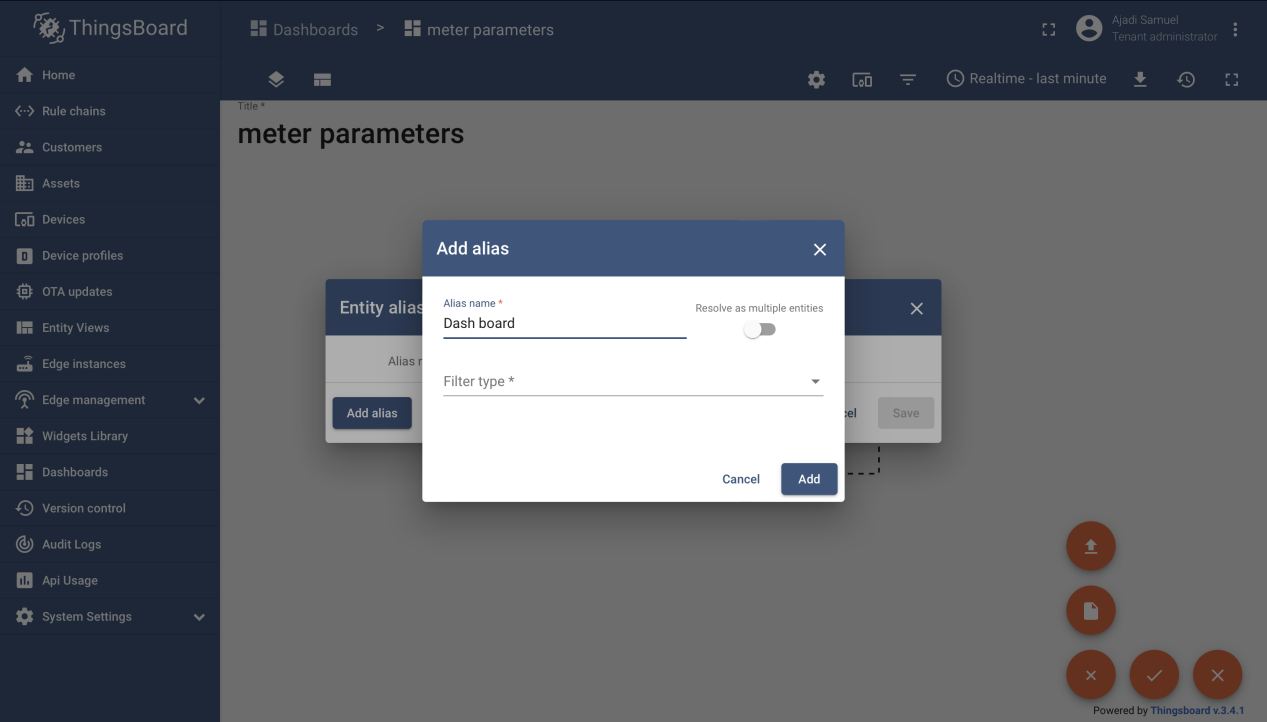 ThingsBoard
Dashboards > meter parameters
Ajadi Samuel
Tenant administrator
Home
Rule chains
Customers
Assets
Devices
Device profiles
OTA updates
Entity Views
Edge instances
Edge management
Widgets Library
Dashboards
Version control
Audit Logs
Api Usage
System Settings
Realtime - last minute
Title *
meter parameters
Entity alias
Alias r
Add alias
cel
Save
Add alias
Alias name *
Dash board
Resolve as multiple entities
Filter type *
Cancel
Add
Powered by Thingsboard v.3.4.1